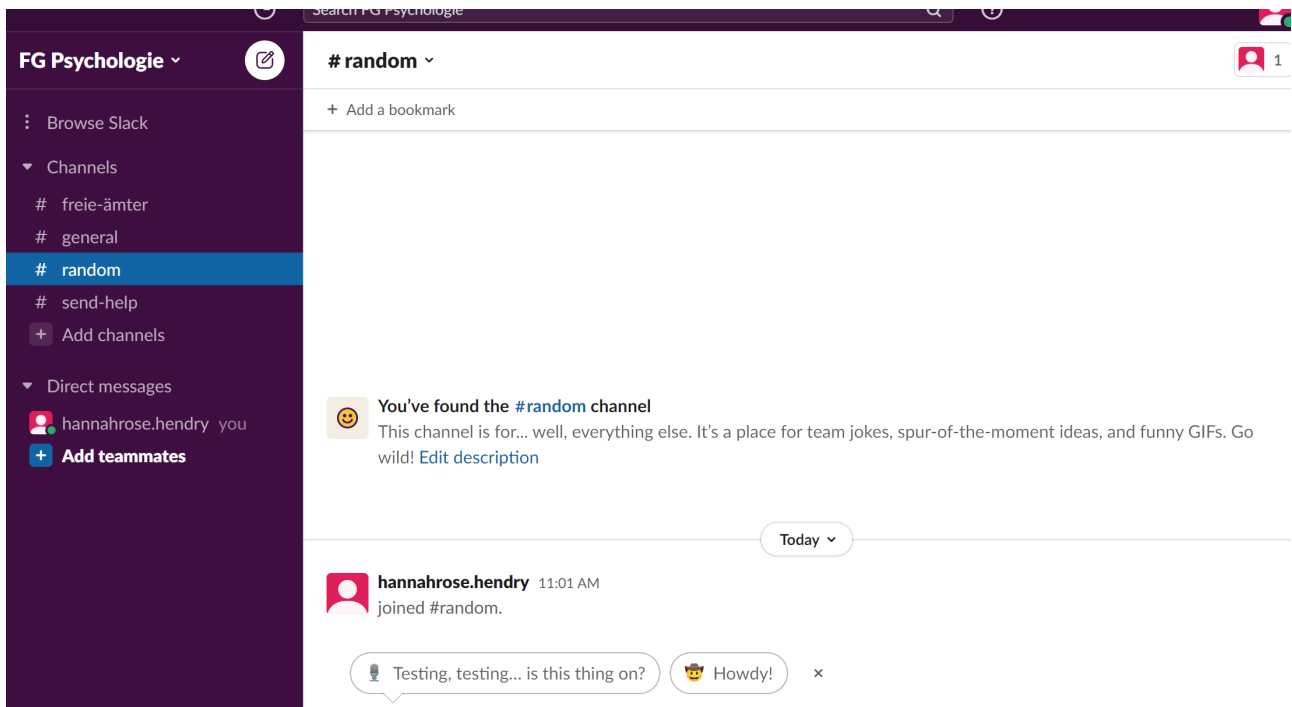 Search FG Psychologie
FG Psychologie
# random
1
+ Add a bookmark
Browse Slack
Channels
# freie-ämter
# general
# random
# send-help
+ Add channels
Direct messages
hannahrose.hendry you
+ Add teammates
You've found the #random channel
This channel is for... well, everything else. It's a place for team jokes, spur-of-the-moment ideas, and funny GIFs. Go
wild! Edit description
Today
hannahrose.hendry 11:01 AM
joined #random.
Testing, testing... is this thing on?
Howdy!